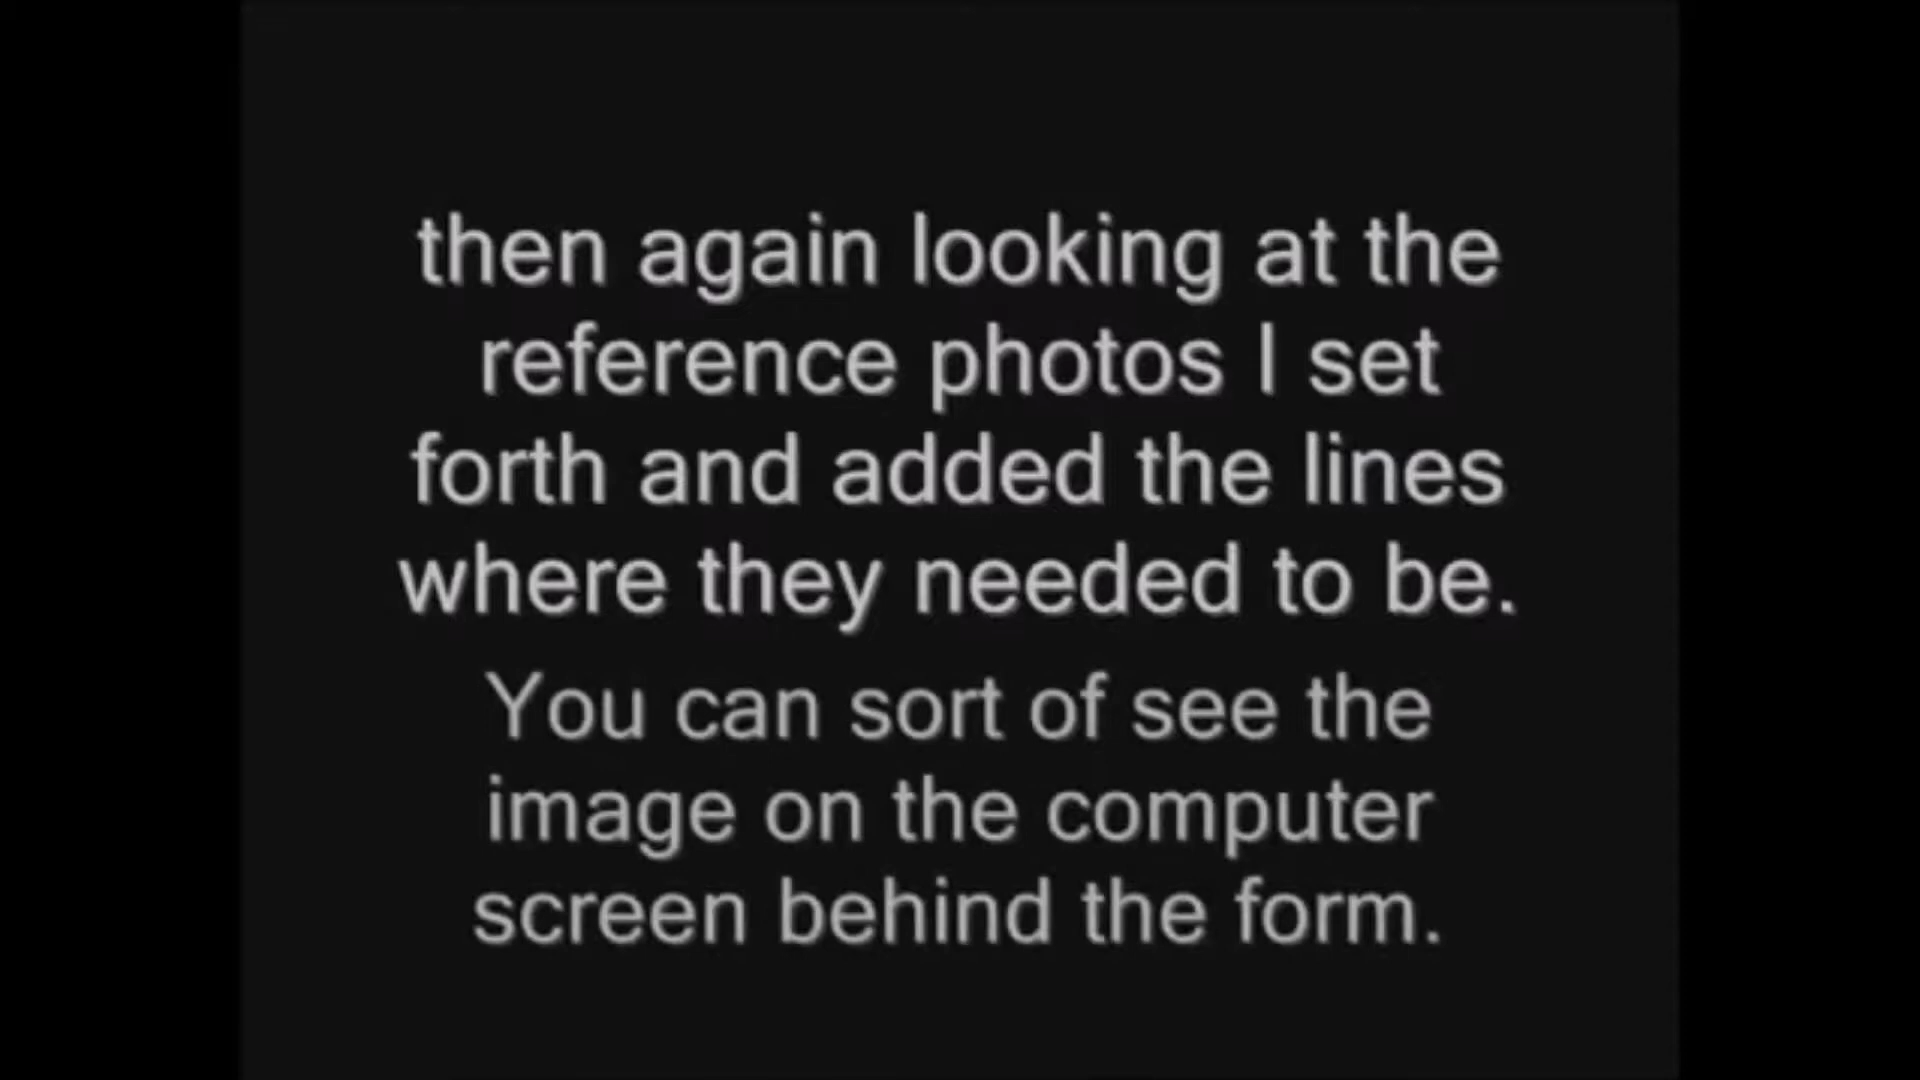 then again looking at the
reference photos I set
forth and added the lines
where they needed to be.
You can sort of see the
image on the computer
screen behind the form.